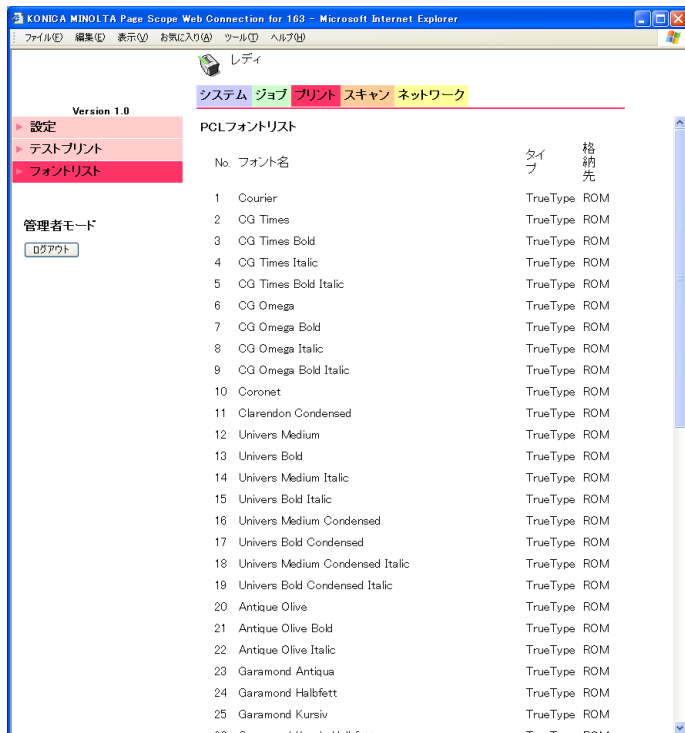 KONICA MINOLTA Page Scope Web Connection for 163 - Microsoft Internet Explorer
ファイル(F) 編集(E) 表示(V) お気に入り(A) ツール(T) ヘルプ(H)
レディ
システム ジョブ プリント スキャン ネットワーク
Version 1.0
設定
テストプリント
フォントリスト
管理者モード
ログアウト
PCLフォントリスト
No. フォント名 タイプ 格納先
1 Courier TrueType ROM
2 CG Times TrueType ROM
3 CG Times Bold TrueType ROM
4 CG Times Italic TrueType ROM
5 CG Times Bold Italic TrueType ROM
6 CG Omega TrueType ROM
7 CG Omega Bold TrueType ROM
8 CG Omega Italic TrueType ROM
9 CG Omega Bold Italic TrueType ROM
10 Coronet TrueType ROM
11 Clarendon Condensed TrueType ROM
12 Univers Medium TrueType ROM
13 Univers Bold TrueType ROM
14 Univers Medium Italic TrueType ROM
15 Univers Bold Italic TrueType ROM
16 Univers Medium Condensed TrueType ROM
17 Univers Bold Condensed TrueType ROM
18 Univers Medium Condensed Italic TrueType ROM
19 Univers Bold Condensed Italic TrueType ROM
20 Antique Olive TrueType ROM
21 Antique Olive Bold TrueType ROM
22 Antique Olive Italic TrueType ROM
23 Garamond Antiqua TrueType ROM
24 Garamond Halbfett TrueType ROM
25 Garamond Kursiv TrueType ROM